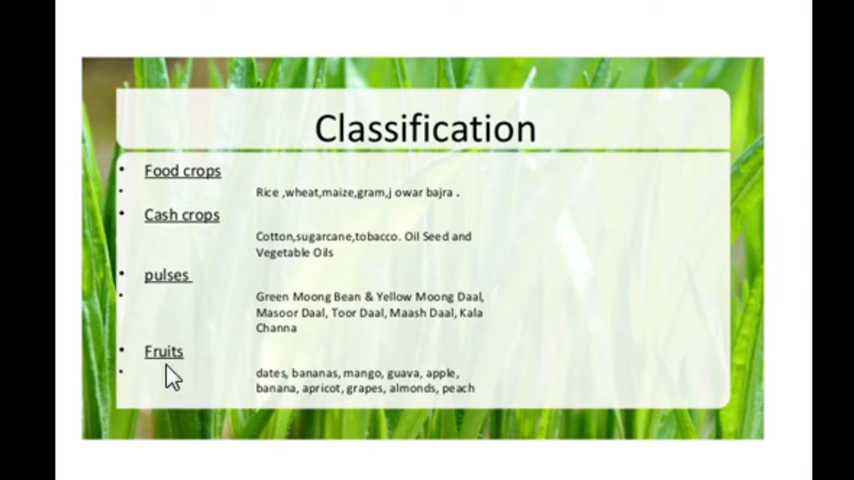 Classification
• Food crops
• Rice ,wheat,maize,gram,j owar bajra .
• Cash crops
Cotton,sugarcane,tobacco. Oil Seed and
Vegetable Oils
• pulses
• Green Moong Bean & Yellow Moong Daal,
Masoor Daal, Toor Daal, Maash Daal, Kala
Channa
• Fruits
• dates, bananas, mango, guava, apple,
banana, apricot, grapes, almonds, peach